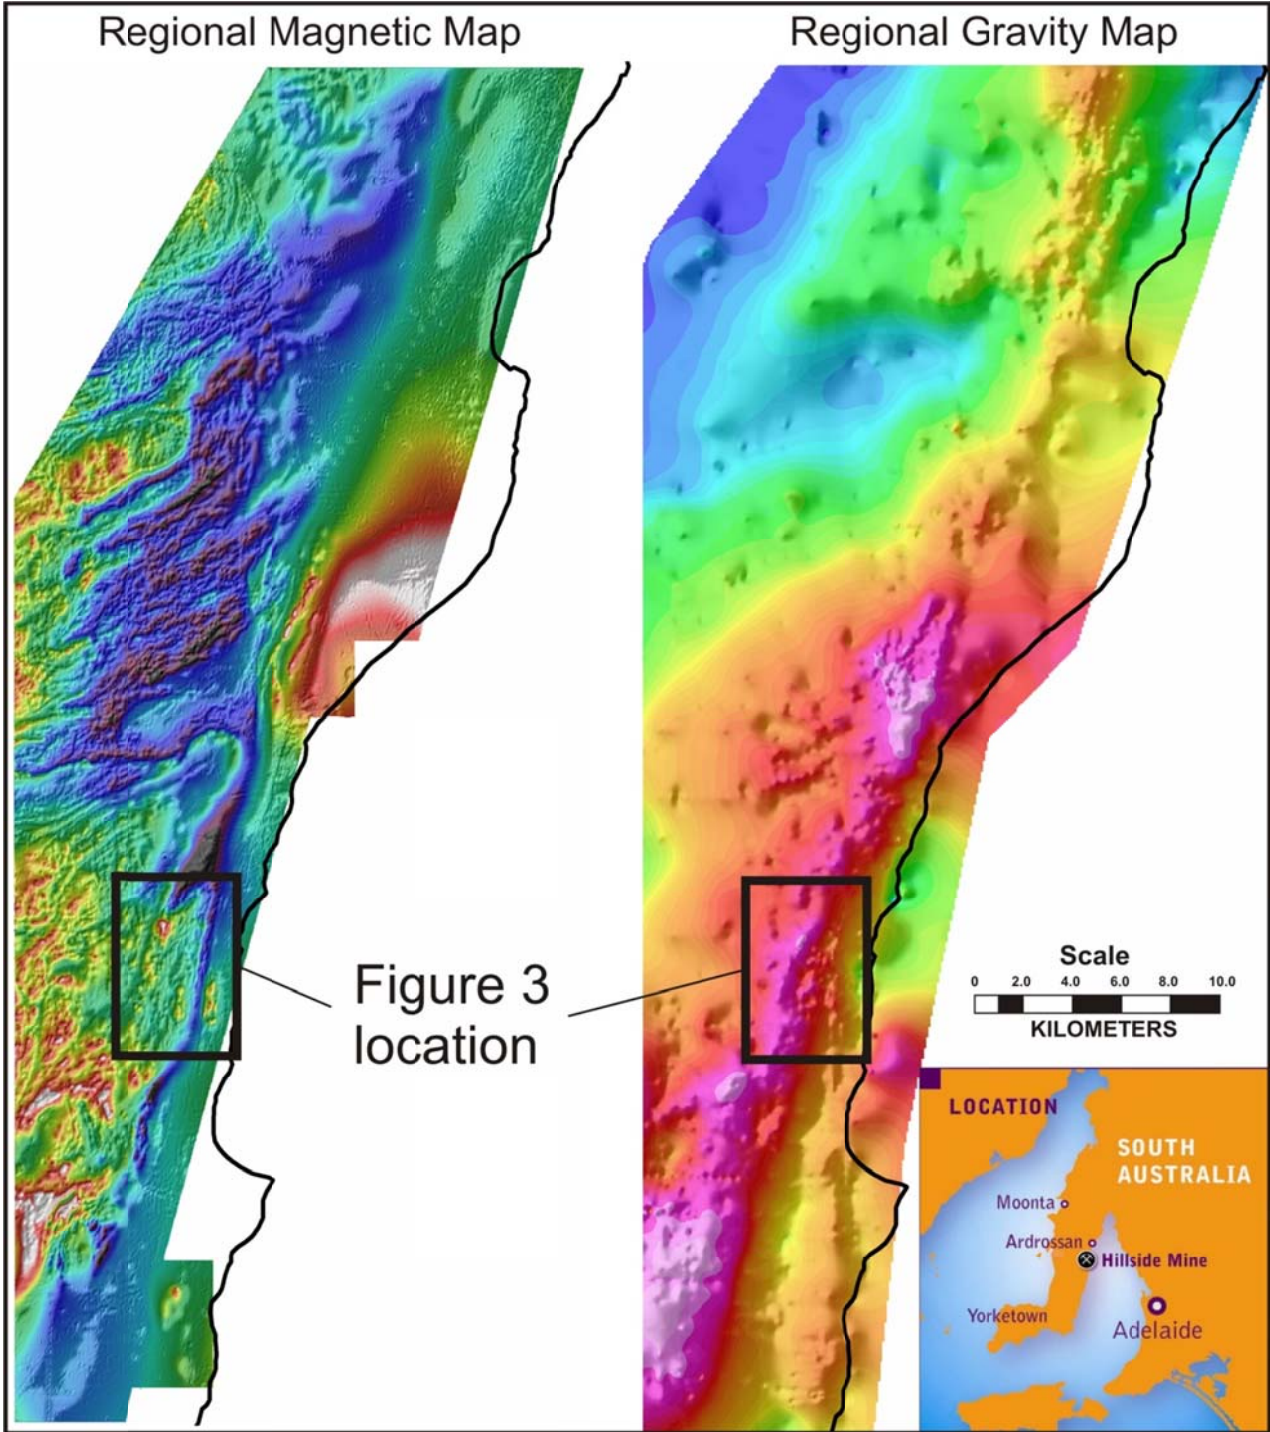 Regional Magnetic Map
Regional Gravity Map
Figure 3
location
Scale
0 2.0 4.0 6.0 8.0 10.0
KILOMETERS
LOCATION
SOUTH
AUSTRALIA
Moonta
Ardrossan
Hillside Mine
Yorketown
Adelaide